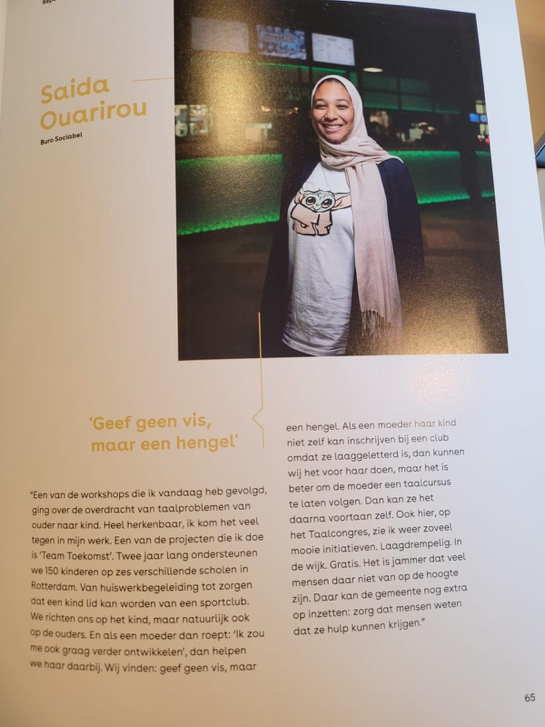 Saida
Ouarirou
Buro Sociabel
'Geef geen vis,
maar een hengel'
"Een van de workshops die ik vandaag heb gevolgd,
ging over de overdracht van taalproblemen van
ouder naar kind. Heel herkenbaar, ik kom het veel
tegen in mijn werk. Een van de projecten die ik doe
is 'Team Toekomst'. Twee jaar lang ondersteunen
we 150 kinderen op zes verschillende scholen in
Rotterdam. Van huiswerkbegeleiding tot zorgen
dat een kind lid kan worden van een sportclub.
We richten ons op het kind, maar natuurlijk ook
op de ouders. En als een moeder dan roept: 'Ik zou
me ook graag verder ontwikkelen', dan helpen
we haar daarbij. Wij vinden: geef geen vis, maar
een hengel. Als een moeder haar kind
niet zelf kan inschrijven bij een club
omdat ze laaggeletterd is, dan kunnen
wij het voor haar doen, maar het is
beter om de moeder een taalcursus
te laten volgen. Dan kan ze het
daarna voortaan zelf. Ook hier, op
het Taalcongres, zie ik weer zoveel
mooie initiatieven. Laagdrempelig. In
de wijk. Gratis. Het is jammer dat veel
mensen daar niet van op de hoogte
zijn. Daar kan de gemeente nog extra
op inzetten: zorg dat mensen weten
dat ze hulp kunnen krijgen."
65